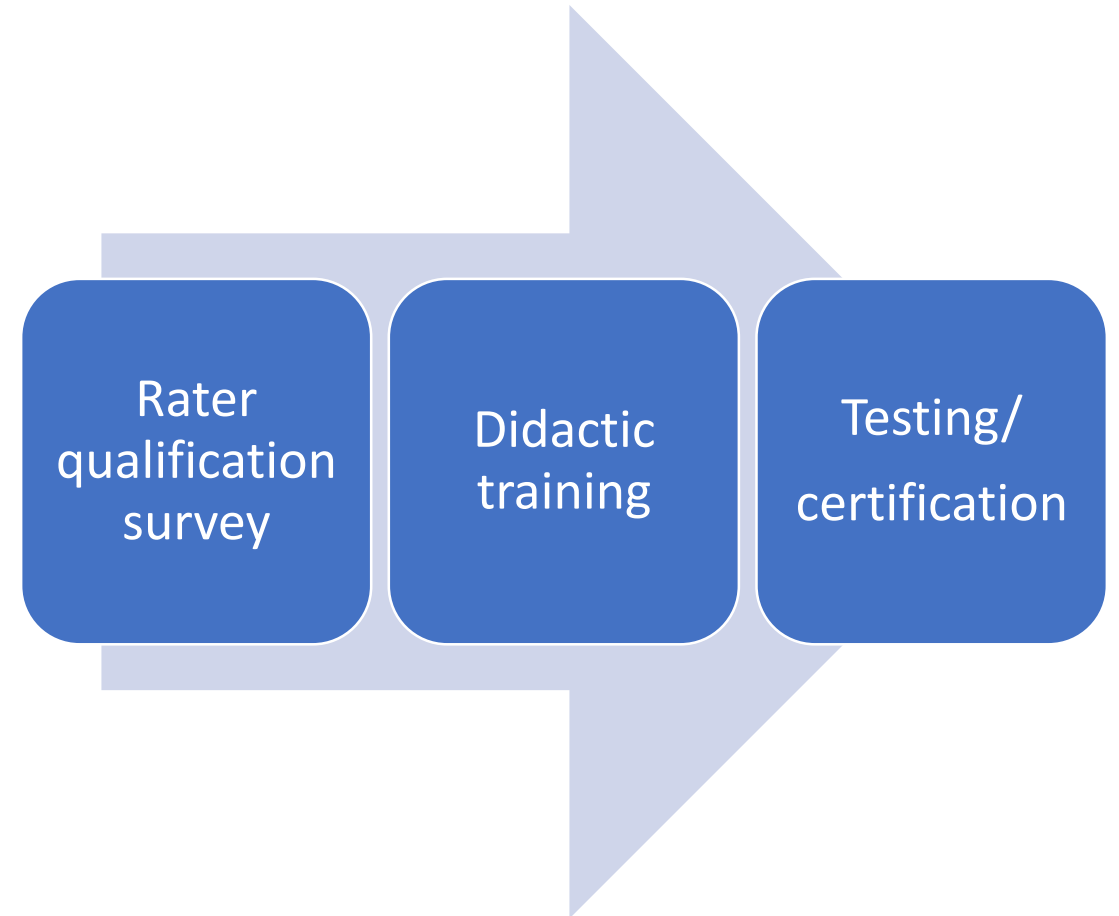 Rater
qualification
survey
Didactic
training
Testing/
certification